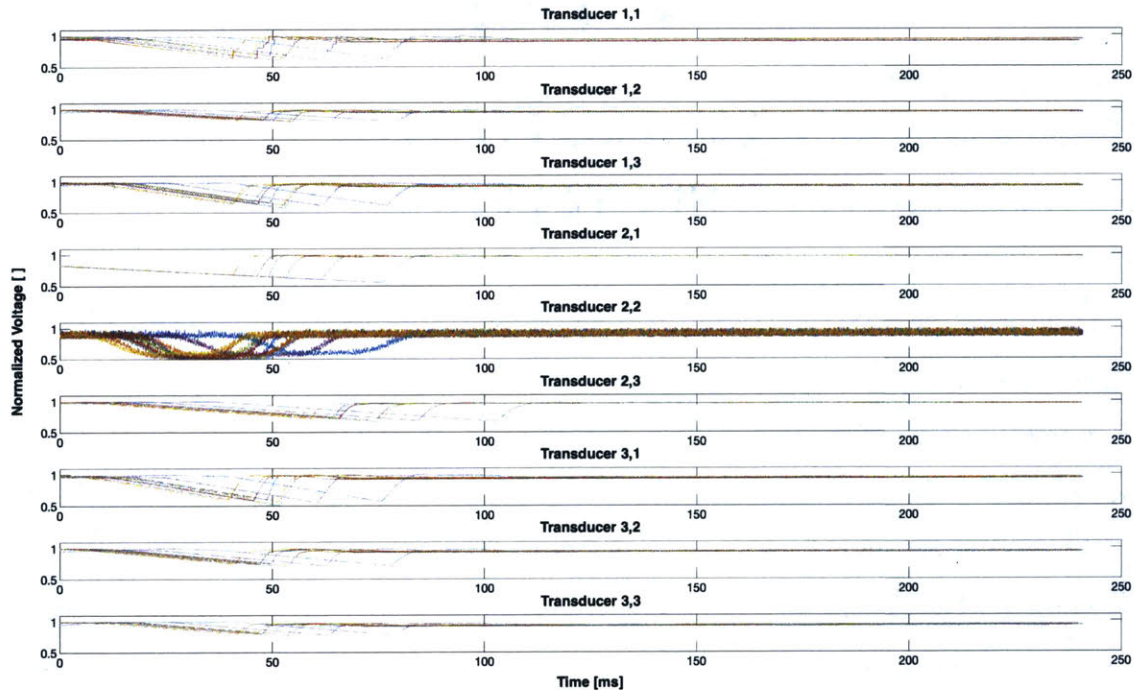 Transducer 1,1
1
0.5
0 50 100 150 200 250
Transducer 1,2
1
0.5
0 50 100 150 200 250
Transducer 1,3
1
0.5
0 50 100 150 200 250
Transducer 2,1
1
0.5
0 50 100 150 200 250
Normalized Voltage [ ]
Transducer 2,2
1
0.5
0 50 100 150 200 250
Transducer 2,3
1
0.5
0 50 100 150 200 250
Transducer 3,1
1
0.5
0 50 100 150 200 250
Transducer 3,2
1
0.5
0 50 100 150 200 250
Transducer 3,3
1
0.5
0 50 100 150 200 250
Time [ms]